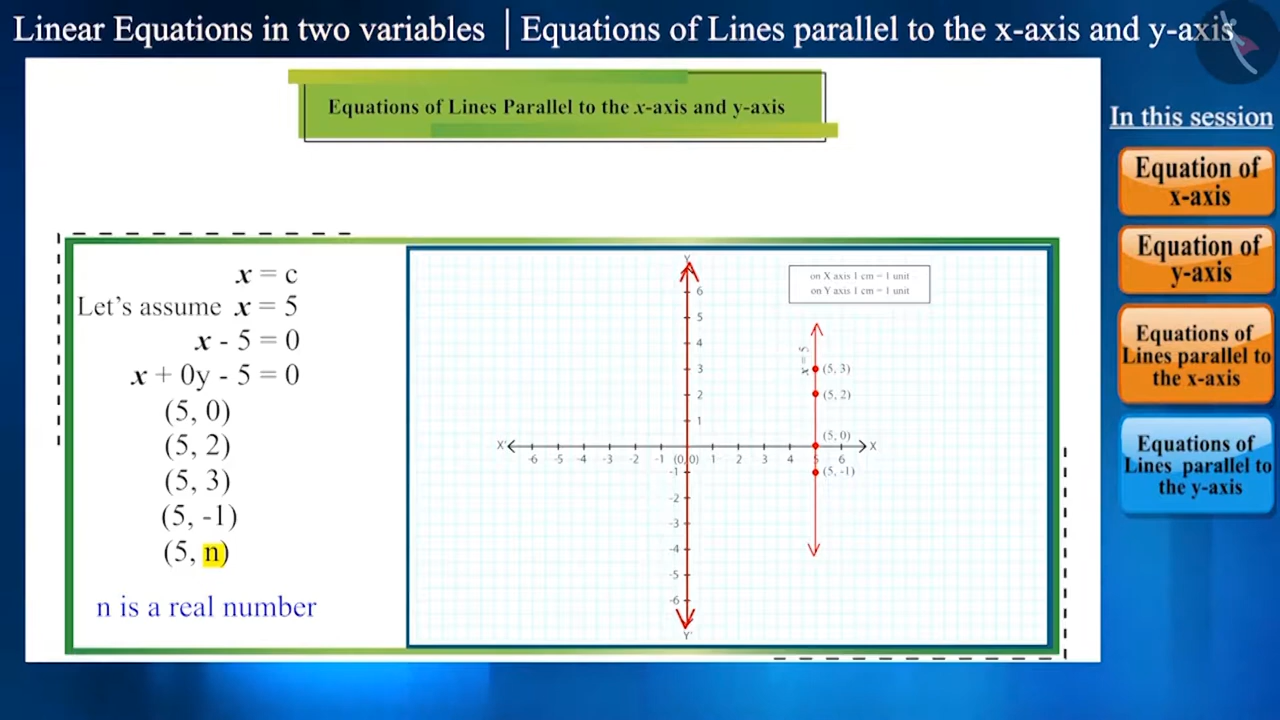 Linear Equations in two variables | Equations of Lines parallel to the x-axis and y-axis
Equations of Lines Parallel to the x-axis and y-axis
x = c
Let's assume x = 5
x - 5 = 0
x + 0y - 5 = 0
(5, 0)
(5, 2)
(5, 3)
(5, -1)
(5, n)
n is a real number
on X axis 1 cm = 1 unit
on Y axis 1 cm = 1 unit
Y
6
5
4
3
2
1
x = 5
(5, 3)
(5, 2)
(5, 0)
X' X
-6 -5 -4 -3 -2 -1 (0,0) 1 2 3 4 5 6
(5, -1)
-1
-2
-3
-4
-5
-6
Y'
In this session
Equation of
x-axis
Equation of
y-axis
Equations of
Lines parallel to
the x-axis
Equations of
Lines parallel to
the y-axis